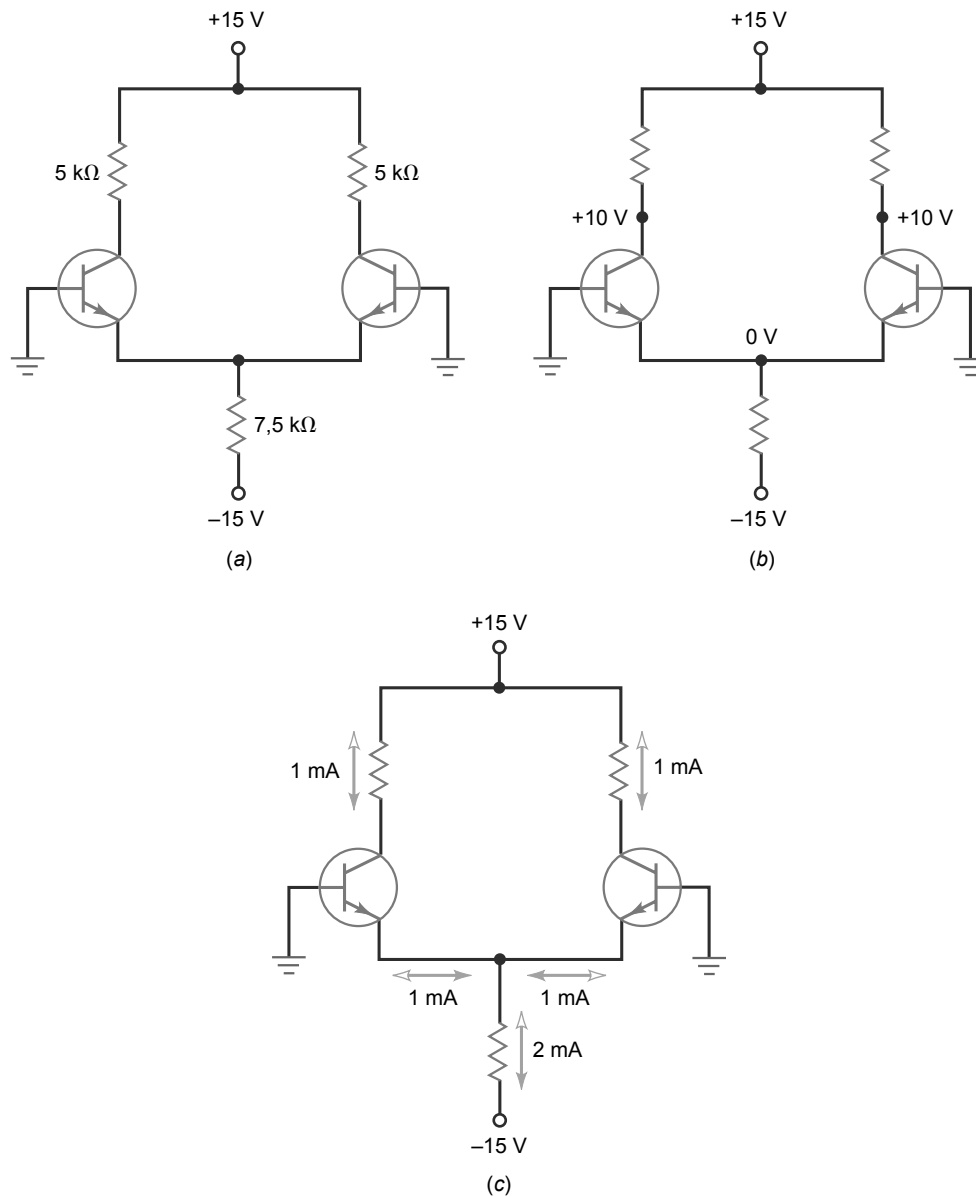 +15 V
5 kΩ
5 kΩ
7,5 kΩ
–15 V
(a)
+15 V
+10 V
+10 V
0 V
–15 V
(b)
+15 V
1 mA
1 mA
1 mA
1 mA
2 mA
–15 V
(c)